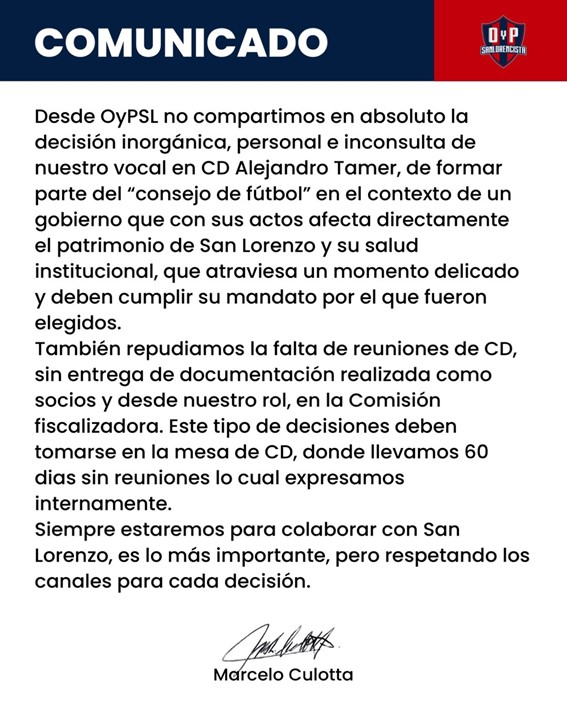 COMUNICADO
OYP
SANLORENCISTA
Desde OyPSL no compartimos en absoluto la
decisión inorgánica, personal e inconsulta de
nuestro vocal en CD Alejandro Tamer, de formar
parte del “consejo de fútbol” en el contexto de un
gobierno que con sus actos afecta directamente
el patrimonio de San Lorenzo y su salud
institucional, que atraviesa un momento delicado
y deben cumplir su mandato por el que fueron
elegidos.
También repudiamos la falta de reuniones de CD,
sin entrega de documentación realizada como
socios y desde nuestro rol, en la Comisión
fiscalizadora. Este tipo de decisiones deben
tomarse en la mesa de CD, donde llevamos 60
dias sin reuniones lo cual expresamos
internamente.
Siempre estaremos para colaborar con San
Lorenzo, es lo más importante, pero respetando los
canales para cada decisión.
Marcelo Culotta